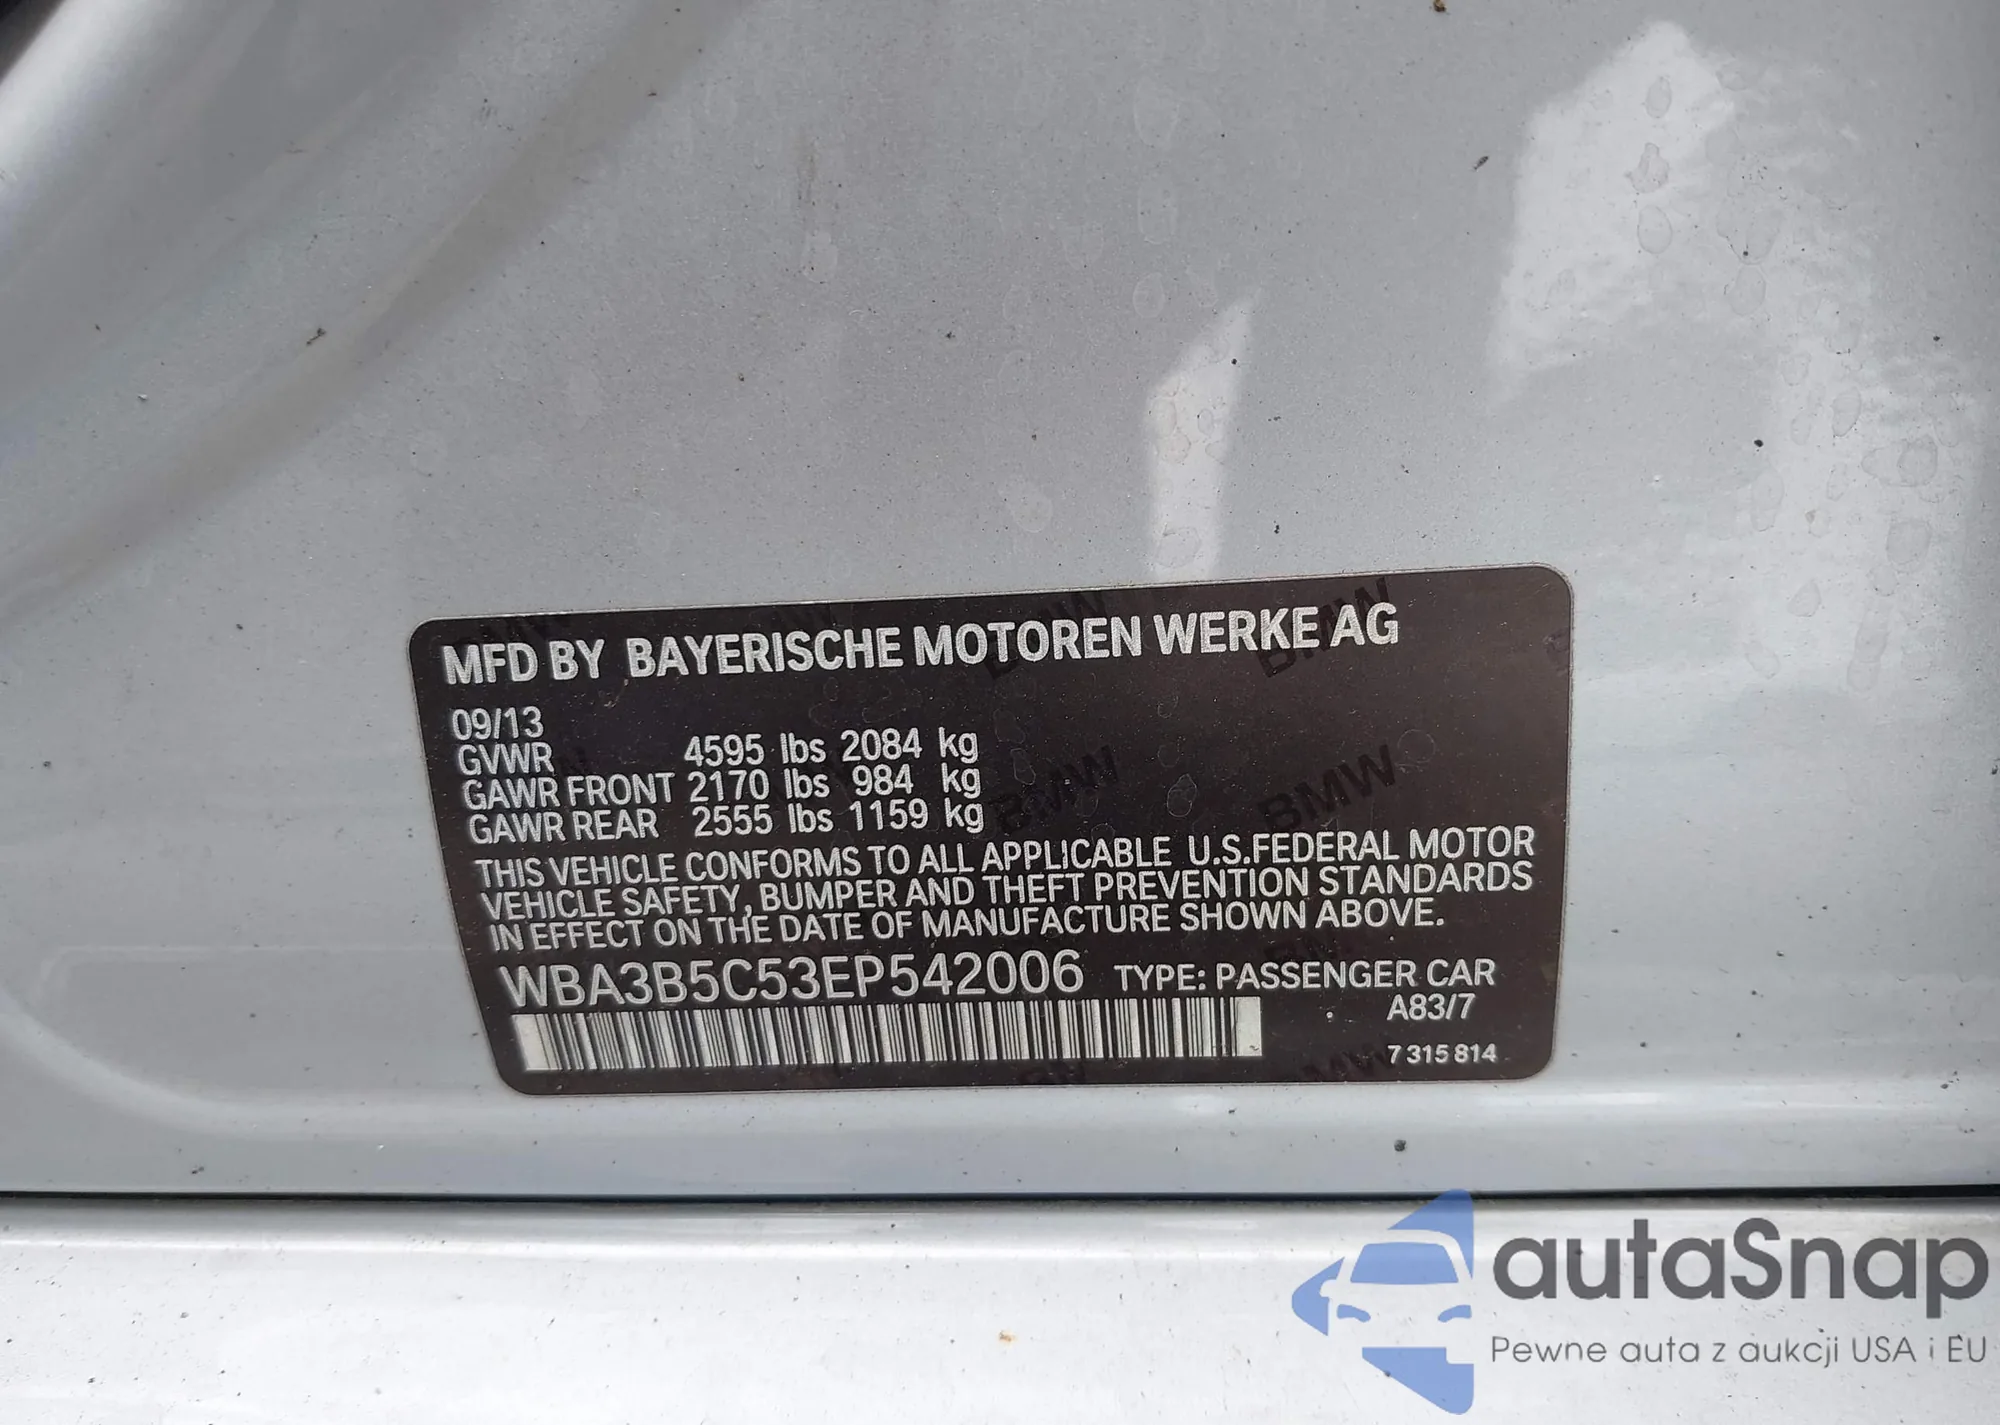 MFD BY BAYERISCHE MOTOREN WERKE AG
09/13
GVWR 4595 lbs 2084 kg
GAWR FRONT 2170 lbs 984 kg
GAWR REAR 2555 lbs 1159 kg
THIS VEHICLE CONFORMS TO ALL APPLICABLE U.S.FEDERAL MOTOR
VEHICLE SAFETY, BUMPER AND THEFT PREVENTION STANDARDS
IN EFFECT ON THE DATE OF MANUFACTURE SHOWN ABOVE.
WBA3B5C53EP542006 TYPE: PASSENGER CAR
A83/7
7 315 814
autaSnap
Pewne auta z aukcji USA i EU